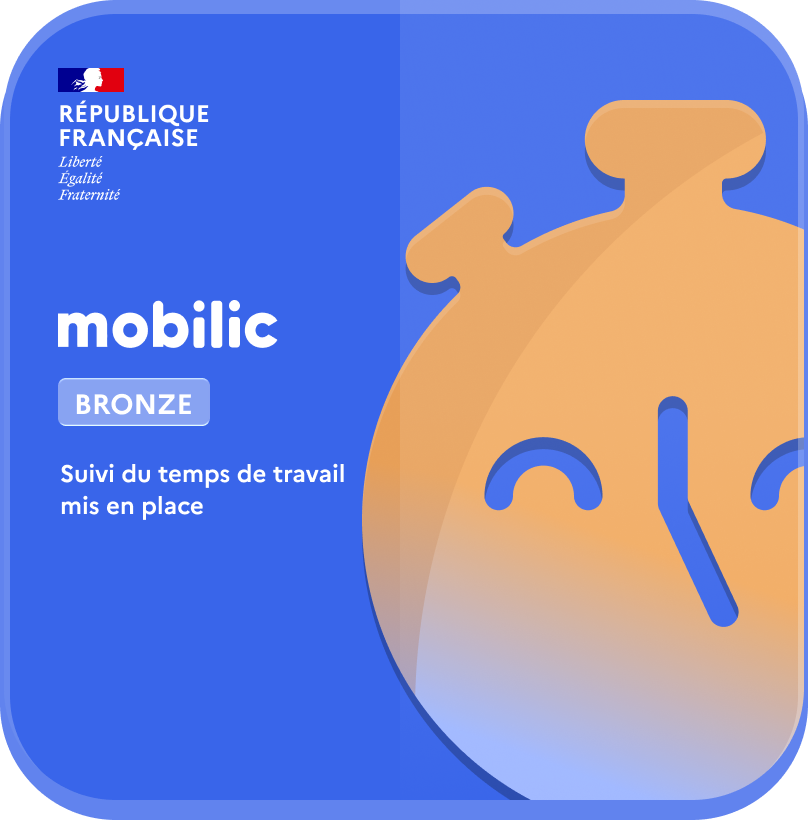 RÉPUBLIQUE
FRANÇAISE
Liberté
Égalité
Fraternité
mobilic
BRONZE
Suivi du temps de travail
mis en place